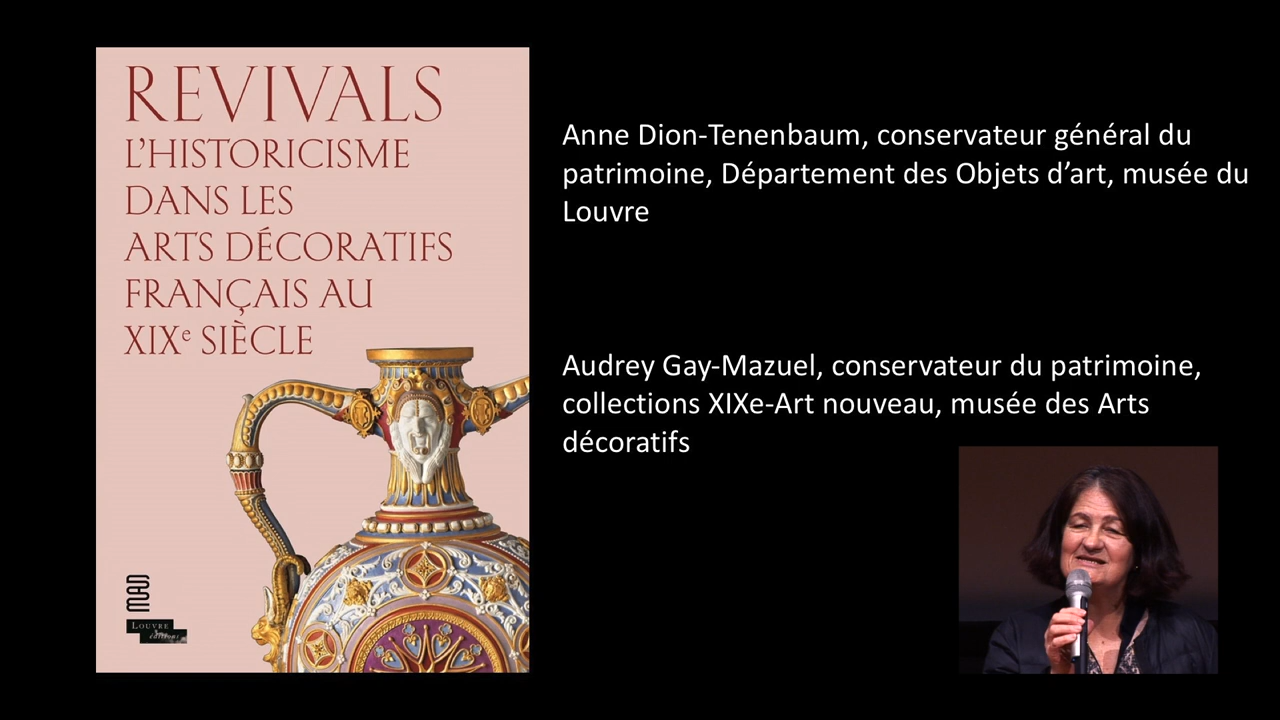 REVIVALS
L'HISTORICISME
DANS LES
ARTS DÉCORATIFS
FRANÇAIS AU
XIXe SIÈCLE
MAD
LOUVRE
éditions
Anne Dion-Tenenbaum, conservateur général du
patrimoine, Département des Objets d’art, musée du
Louvre
Audrey Gay-Mazuel, conservateur du patrimoine,
collections XIXe-Art nouveau, musée des Arts
décoratifs